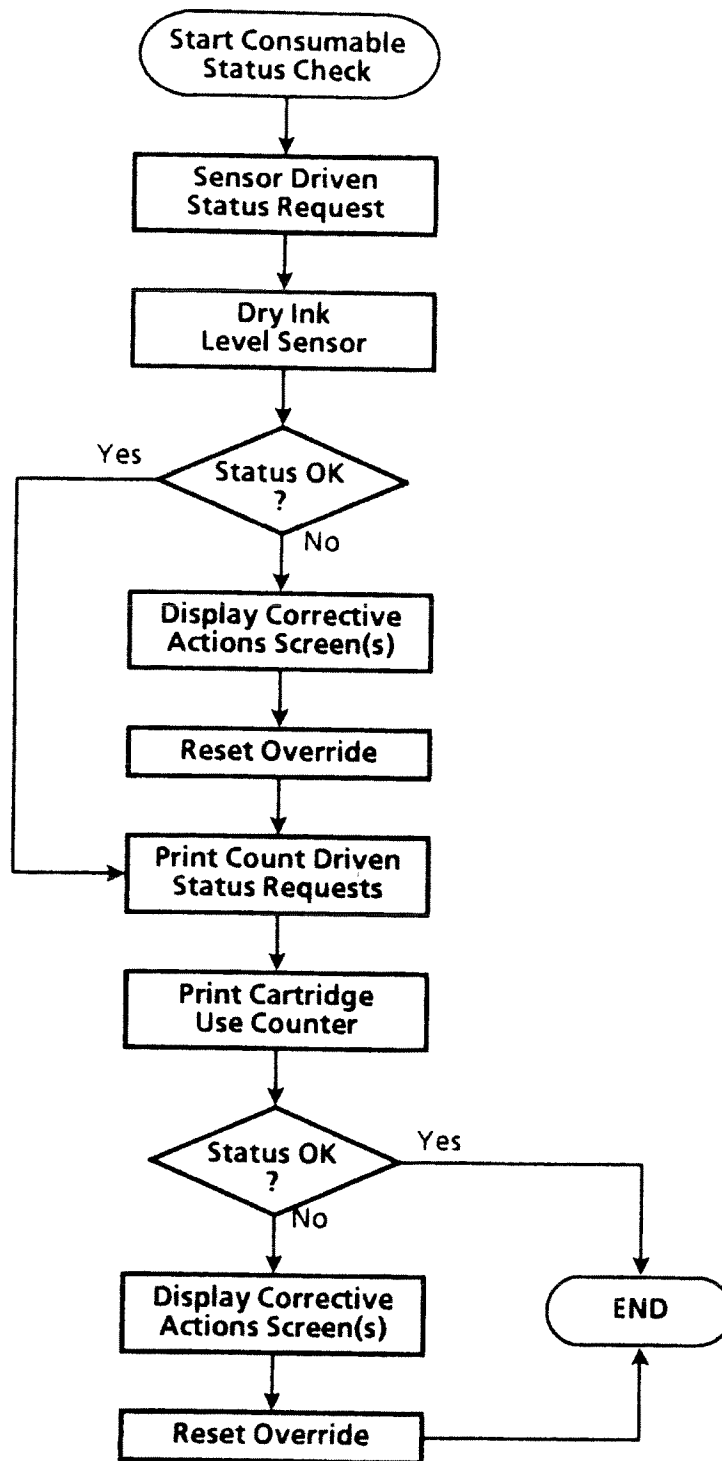 Start Consumable
Status Check
Sensor Driven
Status Request
Dry Ink
Level Sensor
Yes
Status OK
?
No
Display Corrective
Actions Screen(s)
Reset Override
Print Count Driven
Status Requests
Print Cartridge
Use Counter
Status OK
?
Yes
No
Display Corrective
Actions Screen(s)
END
Reset Override